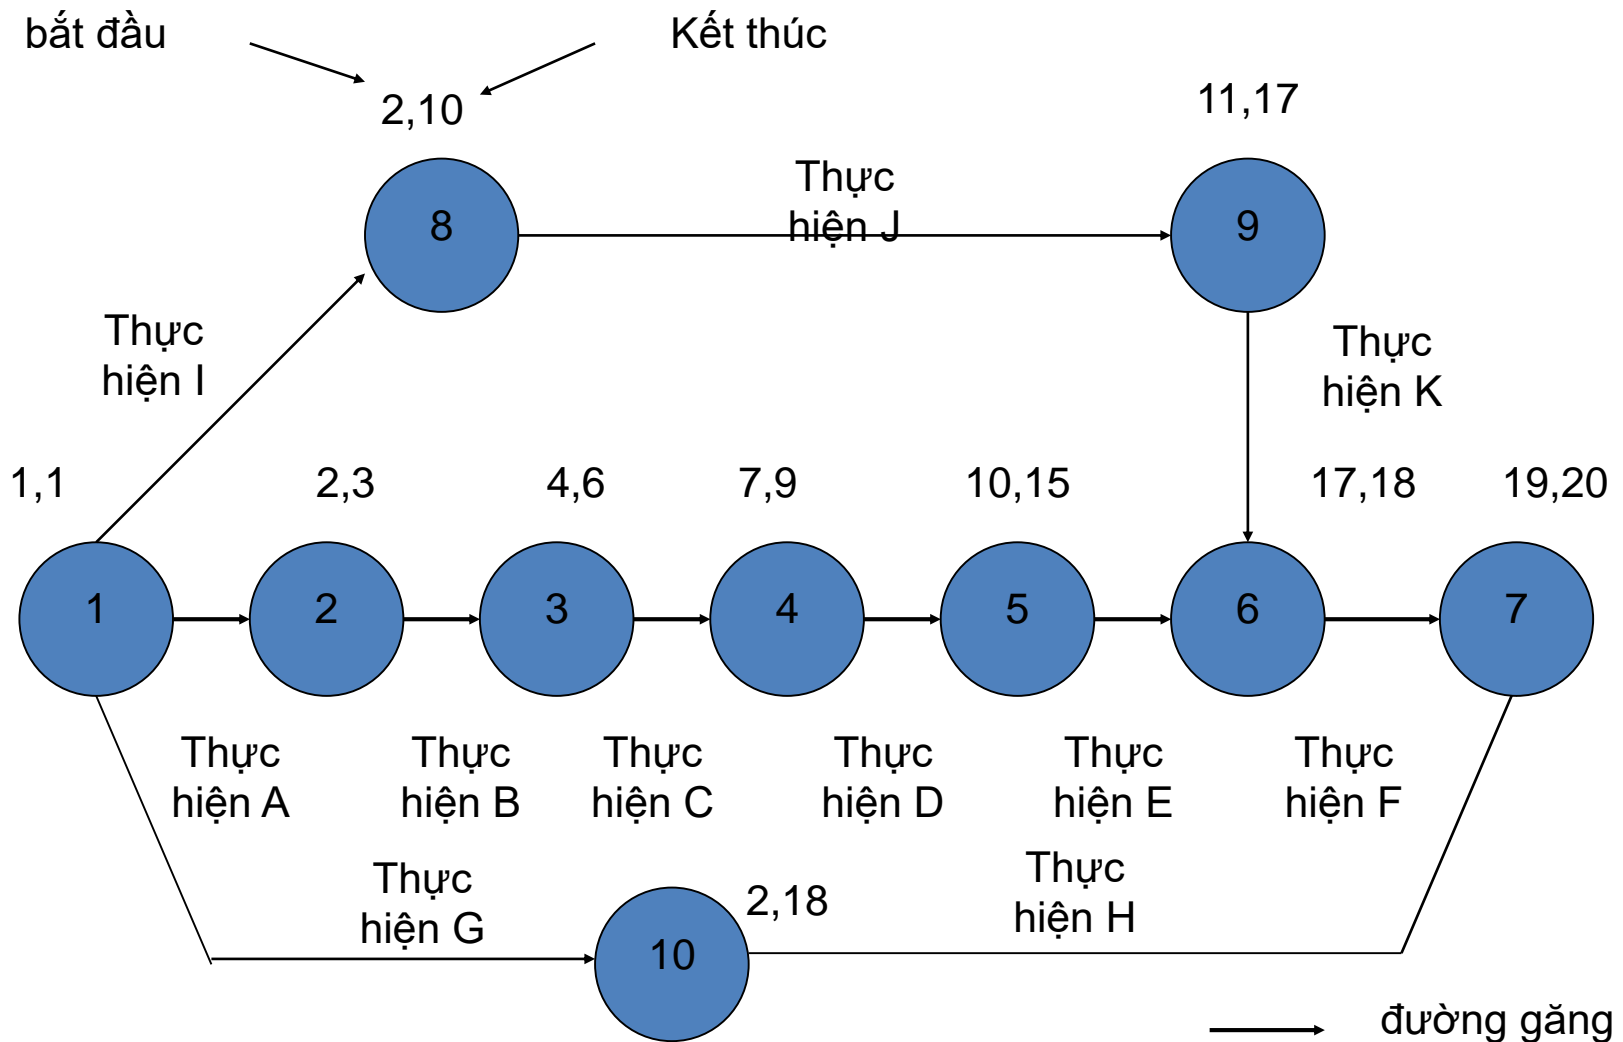 bắt đầu
Kết thúc
2,10
11,17
Thực
hiện J
8
9
Thực
hiện I
Thực
hiện K
1,1
2,3
4,6
7,9
10,15
17,18
19,20
1
2
3
4
5
6
7
Thực
hiện A
Thực
hiện B
Thực
hiện C
Thực
hiện D
Thực
hiện E
Thực
hiện F
Thực
hiện G
10
2,18
Thực
hiện H
đường găng